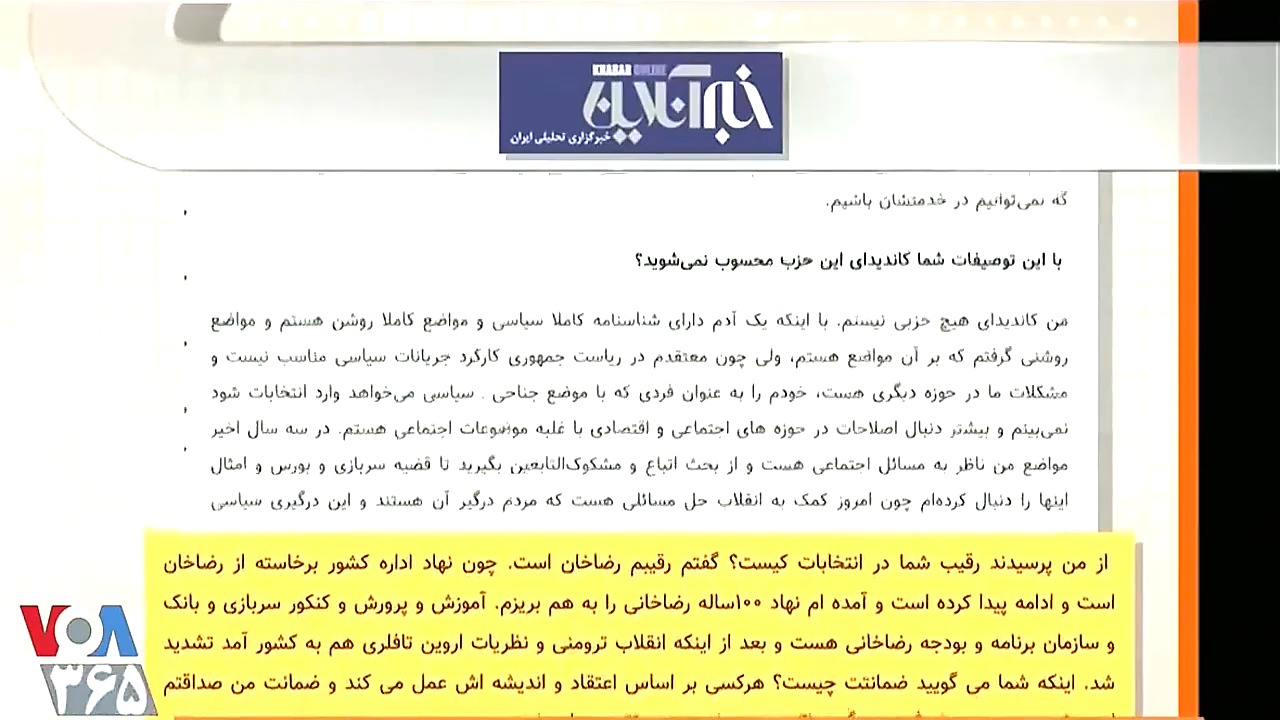 KHABAR ONLINE
خبرآنلاین
خبرگزاری تحلیلی ایران
که نمی‌توانیم در خدمتشان باشیم.
با این توصیفات شما کاندیدای این حزب محسوب نمی‌شوید؟
من کاندیدای هیچ حزبی نیستم. با اینکه یک آدم دارای شناسنامه کاملا سیاسی و مواضع کاملا روشن هستم و مواضع
روشنی گرفتم که بر آن مواضع هستم، ولی چون معتقدم در ریاست جمهوری کارکرد جریانات سیاسی مناسب نیست و
مشکلات ما در حوزه دیگری هست، خودم را به عنوان فردی که با موضع جناحی ـ سیاسی می‌خواهد وارد انتخابات شود
نمی‌بینم و بیشتر دنبال اصلاحات در حوزه های اجتماعی و اقتصادی با غلبه موضوعات اجتماعی هستم. در سه سال اخیر
مواضع من ناظر به مسائل اجتماعی هست و از بحث اتباع و مشکوک‌التابعین بگیرید تا قضیه سربازی و بورس و امثال
اینها را دنبال کرده‌ام چون امروز کمک به انقلاب حل مسائلی هست که مردم درگیر آن هستند و این درگیری سیاسی
از من پرسیدند رقیب شما در انتخابات کیست؟ گفتم رقیبم رضاخان است. چون نهاد اداره کشور برخاسته از رضاخان
است و ادامه پیدا کرده است و آمده ام نهاد ۱۰۰ساله رضاخانی را به هم بریزم. آموزش و پرورش و کنکور سربازی و بانک
و سازمان برنامه و بودجه رضاخانی هست و بعد از اینکه انقلاب ترومنی و نظریات اروین تافلری هم به کشور آمد تشدید
شد. اینکه شما می گویید ضمانتت چیست؟ هرکسی بر اساس اعتقاد و اندیشه اش عمل می کند و ضمانت من صداقتم
VOA
۳۶۵